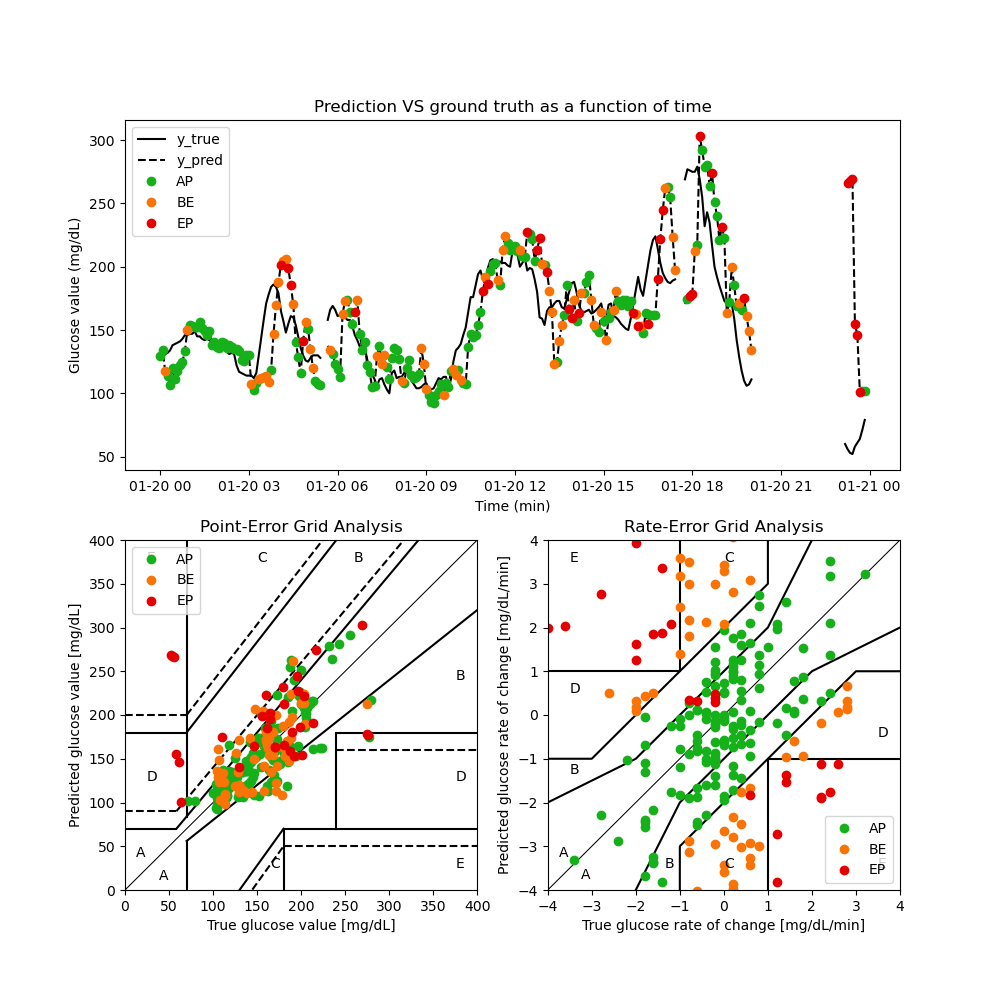 Prediction VS ground truth as a function of time
Glucose value (mg/dL)
300
250
200
150
100
50
y_true
y_pred
AP
BE
EP
01-20 00
01-20 03
01-20 06
01-20 09
01-20 12
01-20 15
01-20 18
01-20 21
01-21 00
Time (min)
Point-Error Grid Analysis
Predicted glucose value [mg/dL]
400
350
300
250
200
150
100
50
0
AP
BE
EP
C
B
B
D
D
A
A
C
E
0
50
100
150
200
250
300
350
400
True glucose value [mg/dL]
Rate-Error Grid Analysis
Predicted glucose rate of change [mg/dL/min]
4
3
2
1
0
−1
−2
−3
−4
E
C
D
D
B
A
A
B
C
AP
BE
EP
−4
−3
−2
−1
0
1
2
3
4
True glucose rate of change [mg/dL/min]